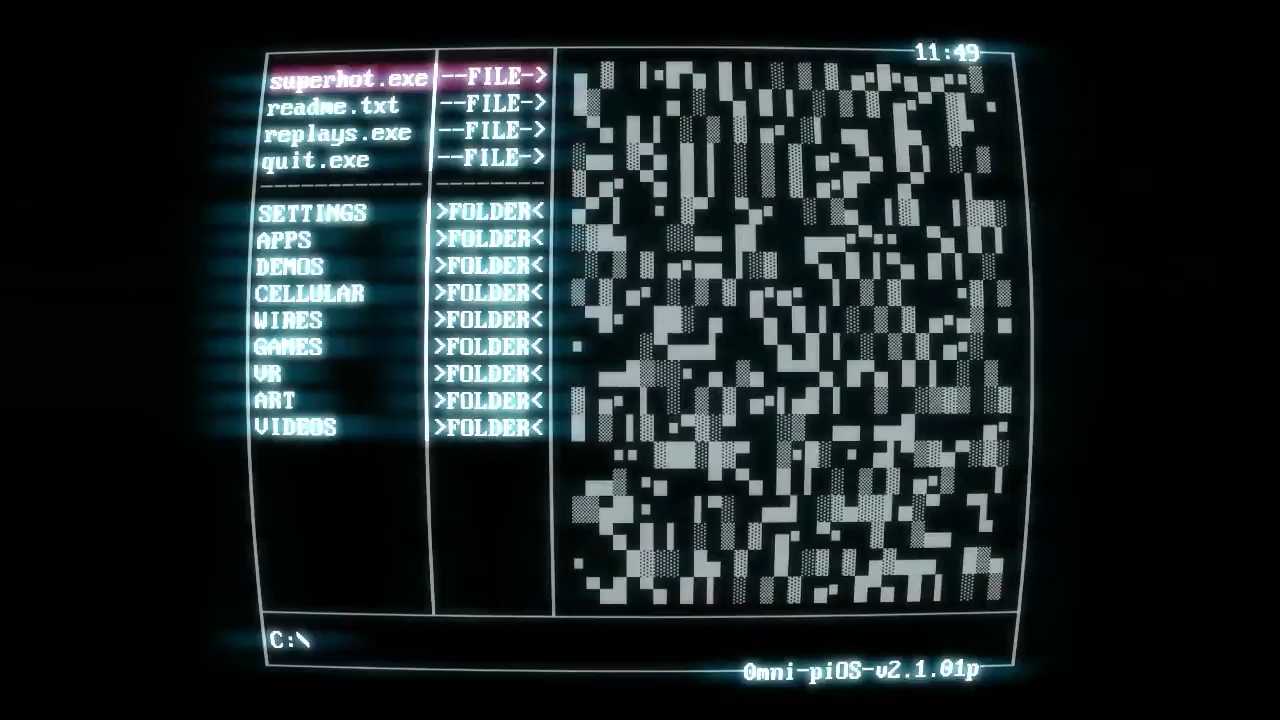 11:49
superhot.exe --FILE->
readme.txt --FILE->
replays.exe --FILE->
quit.exe --FILE->
SETTINGS >FOLDER<
APPS >FOLDER<
DEMOS >FOLDER<
CELLULAR >FOLDER<
WIRES >FOLDER<
GAMES >FOLDER<
VR >FOLDER<
ART >FOLDER<
VIDEOS >FOLDER<
C:\
0mni-piOS-v2.1.01p